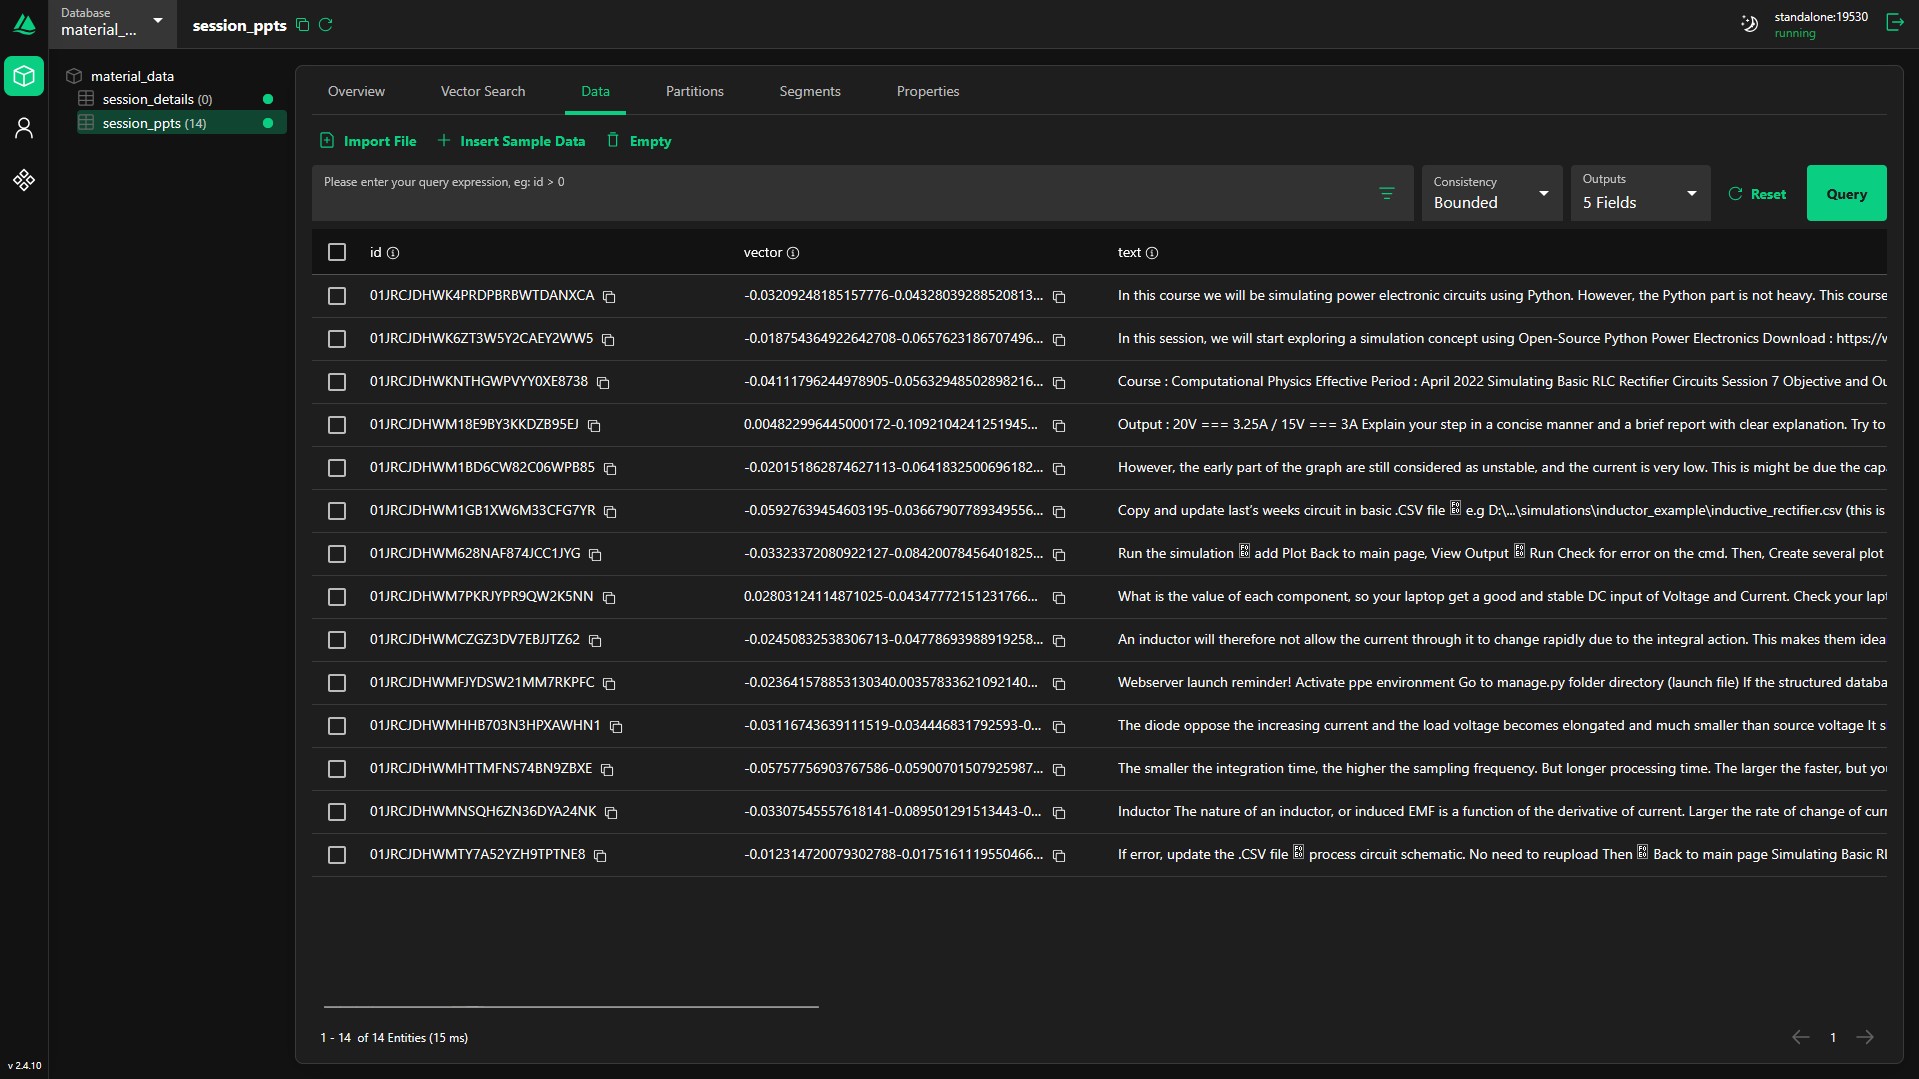 Database
material_...
session_ppts
standalone:19530
running
material_data
session_details (0)
session_ppts (14)
Overview
Vector Search
Data
Partitions
Segments
Properties
Import File
Insert Sample Data
Empty
Please enter your query expression, eg: id > 0
Consistency
Bounded
Outputs
5 Fields
Reset
Query
id
vector
text
01JRCJDHWK4PRDPBRBWTDANXCA -0.03209248185157776-0.04328039288520813... In this course we will be simulating power electronic circuits using Python. However, the Python part is not heavy. This course
01JRCJDHWK6ZT3W5Y2CAEY2WW5 -0.018754364922642708-0.0657623186707496... In this session, we will start exploring a simulation concept using Open-Source Python Power Electronics Download : https://w
01JRCJDHWKNTHGWPVYY0XE8738 -0.04111796244978905-0.05632948502898216... Course : Computational Physics Effective Period : April 2022 Simulating Basic RLC Rectifier Circuits Session 7 Objective and Ou
01JRCJDHWM18E9BY3KKDZB95EJ 0.004822996445000172-0.1092104241251945... Output : 20V === 3.25A / 15V === 3A Explain your step in a concise manner and a brief report with clear explanation. Try to
01JRCJDHWM1BD6CW82C06WPB85 -0.020151862874627113-0.0641832500696182... However, the early part of the graph are still considered as unstable, and the current is very low. This is might be due the cap
01JRCJDHWM1GB1XW6M33CFG7YR -0.05927639454603195-0.03667907789349556... Copy and update last’s weeks circuit in basic .CSV file  e.g D:\...\simulations\inductor_example\inductive_rectifier.csv (this is
01JRCJDHWM628NAF874JCC1JYG -0.03323372080922127-0.08420078456401825... Run the simulation  add Plot Back to main page, View Output  Run Check for error on the cmd. Then, Create several plot
01JRCJDHWM7PKRJYPR9QW2K5NN 0.02803124114871025-0.04347772151231766... What is the value of each component, so your laptop get a good and stable DC input of Voltage and Current. Check your lapt
01JRCJDHWMCZGZ3DV7EBJJTZ62 -0.02450832538306713-0.04778693988919258... An inductor will therefore not allow the current through it to change rapidly due to the integral action. This makes them idea
01JRCJDHWMFJYDSW21MM7RKPFC -0.023641578853130340.00357833621092140... Webserver launch reminder! Activate ppe environment Go to manage.py folder directory (launch file) If the structured databa
01JRCJDHWMHHB703N3HPXAWHN1 -0.03116743639111519-0.034446831792593-0... The diode oppose the increasing current and the load voltage becomes elongated and much smaller than source voltage It s
01JRCJDHWMHTTMFNS74BN9ZBXE -0.05757756903767586-0.05900701507925987... The smaller the integration time, the higher the sampling frequency. But longer processing time. The larger the faster, but yo
01JRCJDHWMNSQH6ZN36DYA24NK -0.03307545557618141-0.089501291513443-0... Inductor The nature of an inductor, or induced EMF is a function of the derivative of current. Larger the rate of change of curr
01JRCJDHWMTY7A52YZH9TPTNE8 -0.012314720079302788-0.0175161119550466... If error, update the .CSV file  process circuit schematic. No need to reupload Then  Back to main page Simulating Basic RL
1 - 14 of 14 Entities (15 ms)
1
v 2.4.10